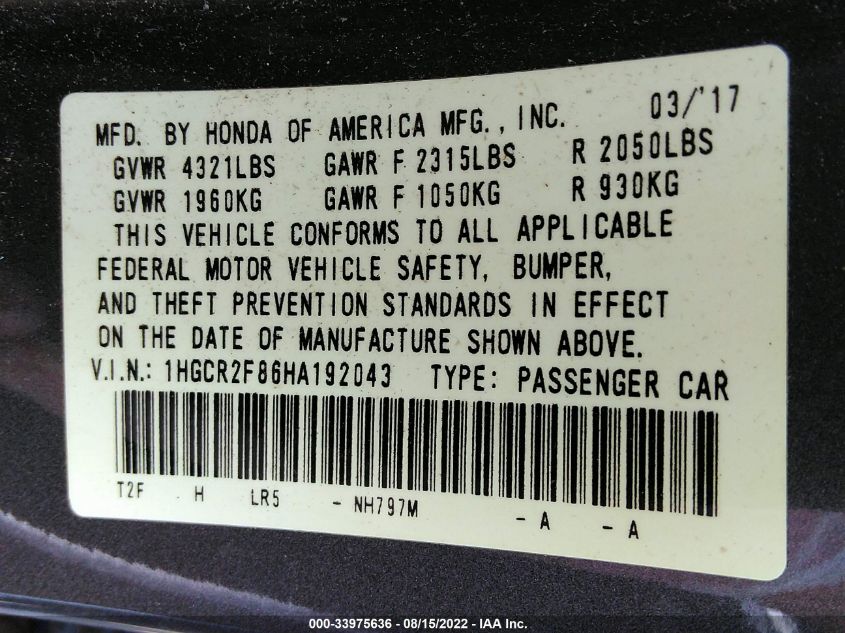 03/'17
MFD. BY HONDA OF AMERICA MFG., INC.
GVWR 4321LBS GAWR F 2315LBS R 2050LBS
GVWR 1960KG GAWR F 1050KG R 930KG
THIS VEHICLE CONFORMS TO ALL APPLICABLE
FEDERAL MOTOR VEHICLE SAFETY, BUMPER,
AND THEFT PREVENTION STANDARDS IN EFFECT
ON THE DATE OF MANUFACTURE SHOWN ABOVE.
V.I.N.: 1HGCR2F86HA192043 TYPE: PASSENGER CAR
T2F H LR5 - NH797M - A - A
000-33975636 - 08/15/2022 - IAA Inc.